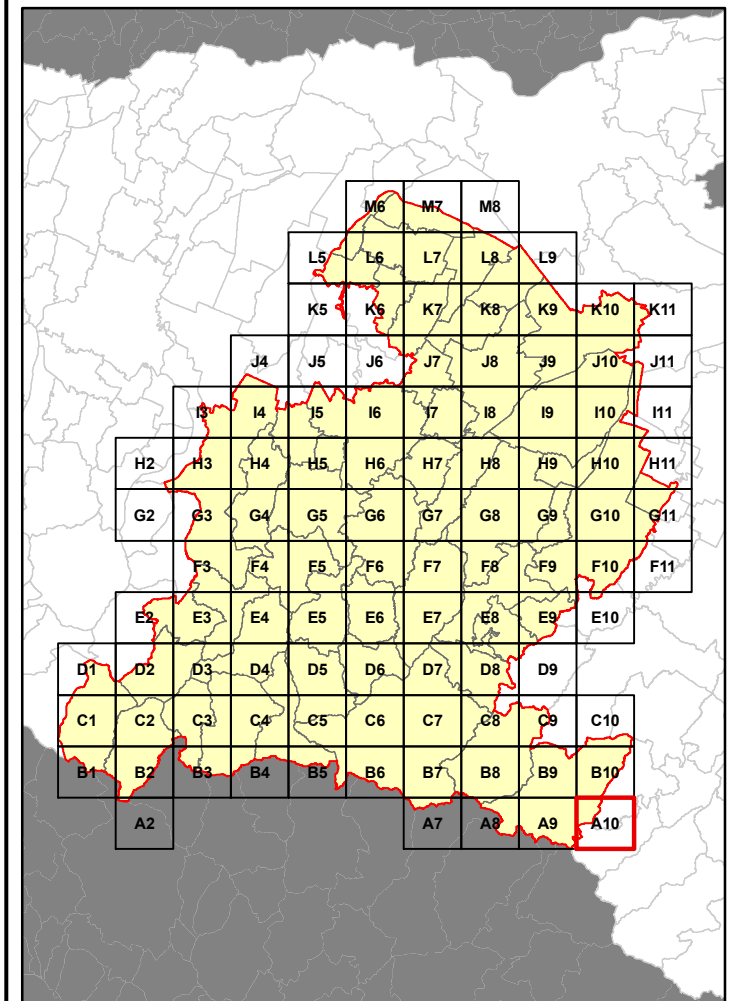 M6 M7 M8
L5 L6 L7 L8 L9
K5 K6 K7 K8 K9 K10 K11
J4 J5 J6 J7 J8 J9 J10 J11
I3 I4 I5 I6 I7 I8 I9 I10 I11
H2 H3 H4 H5 H6 H7 H8 H9 H10 H11
G2 G3 G4 G5 G6 G7 G8 G9 G10 G11
F3 F4 F5 F6 F7 F8 F9 F10 F11
E2 E3 E4 E5 E6 E7 E8 E9 E10
D1 D2 D3 D4 D5 D6 D7 D8 D9
C1 C2 C3 C4 C5 C6 C7 C8 C9 C10
B1 B2 B3 B4 B5 B6 B7 B8 B9 B10
A2 A7 A8 A9 A10